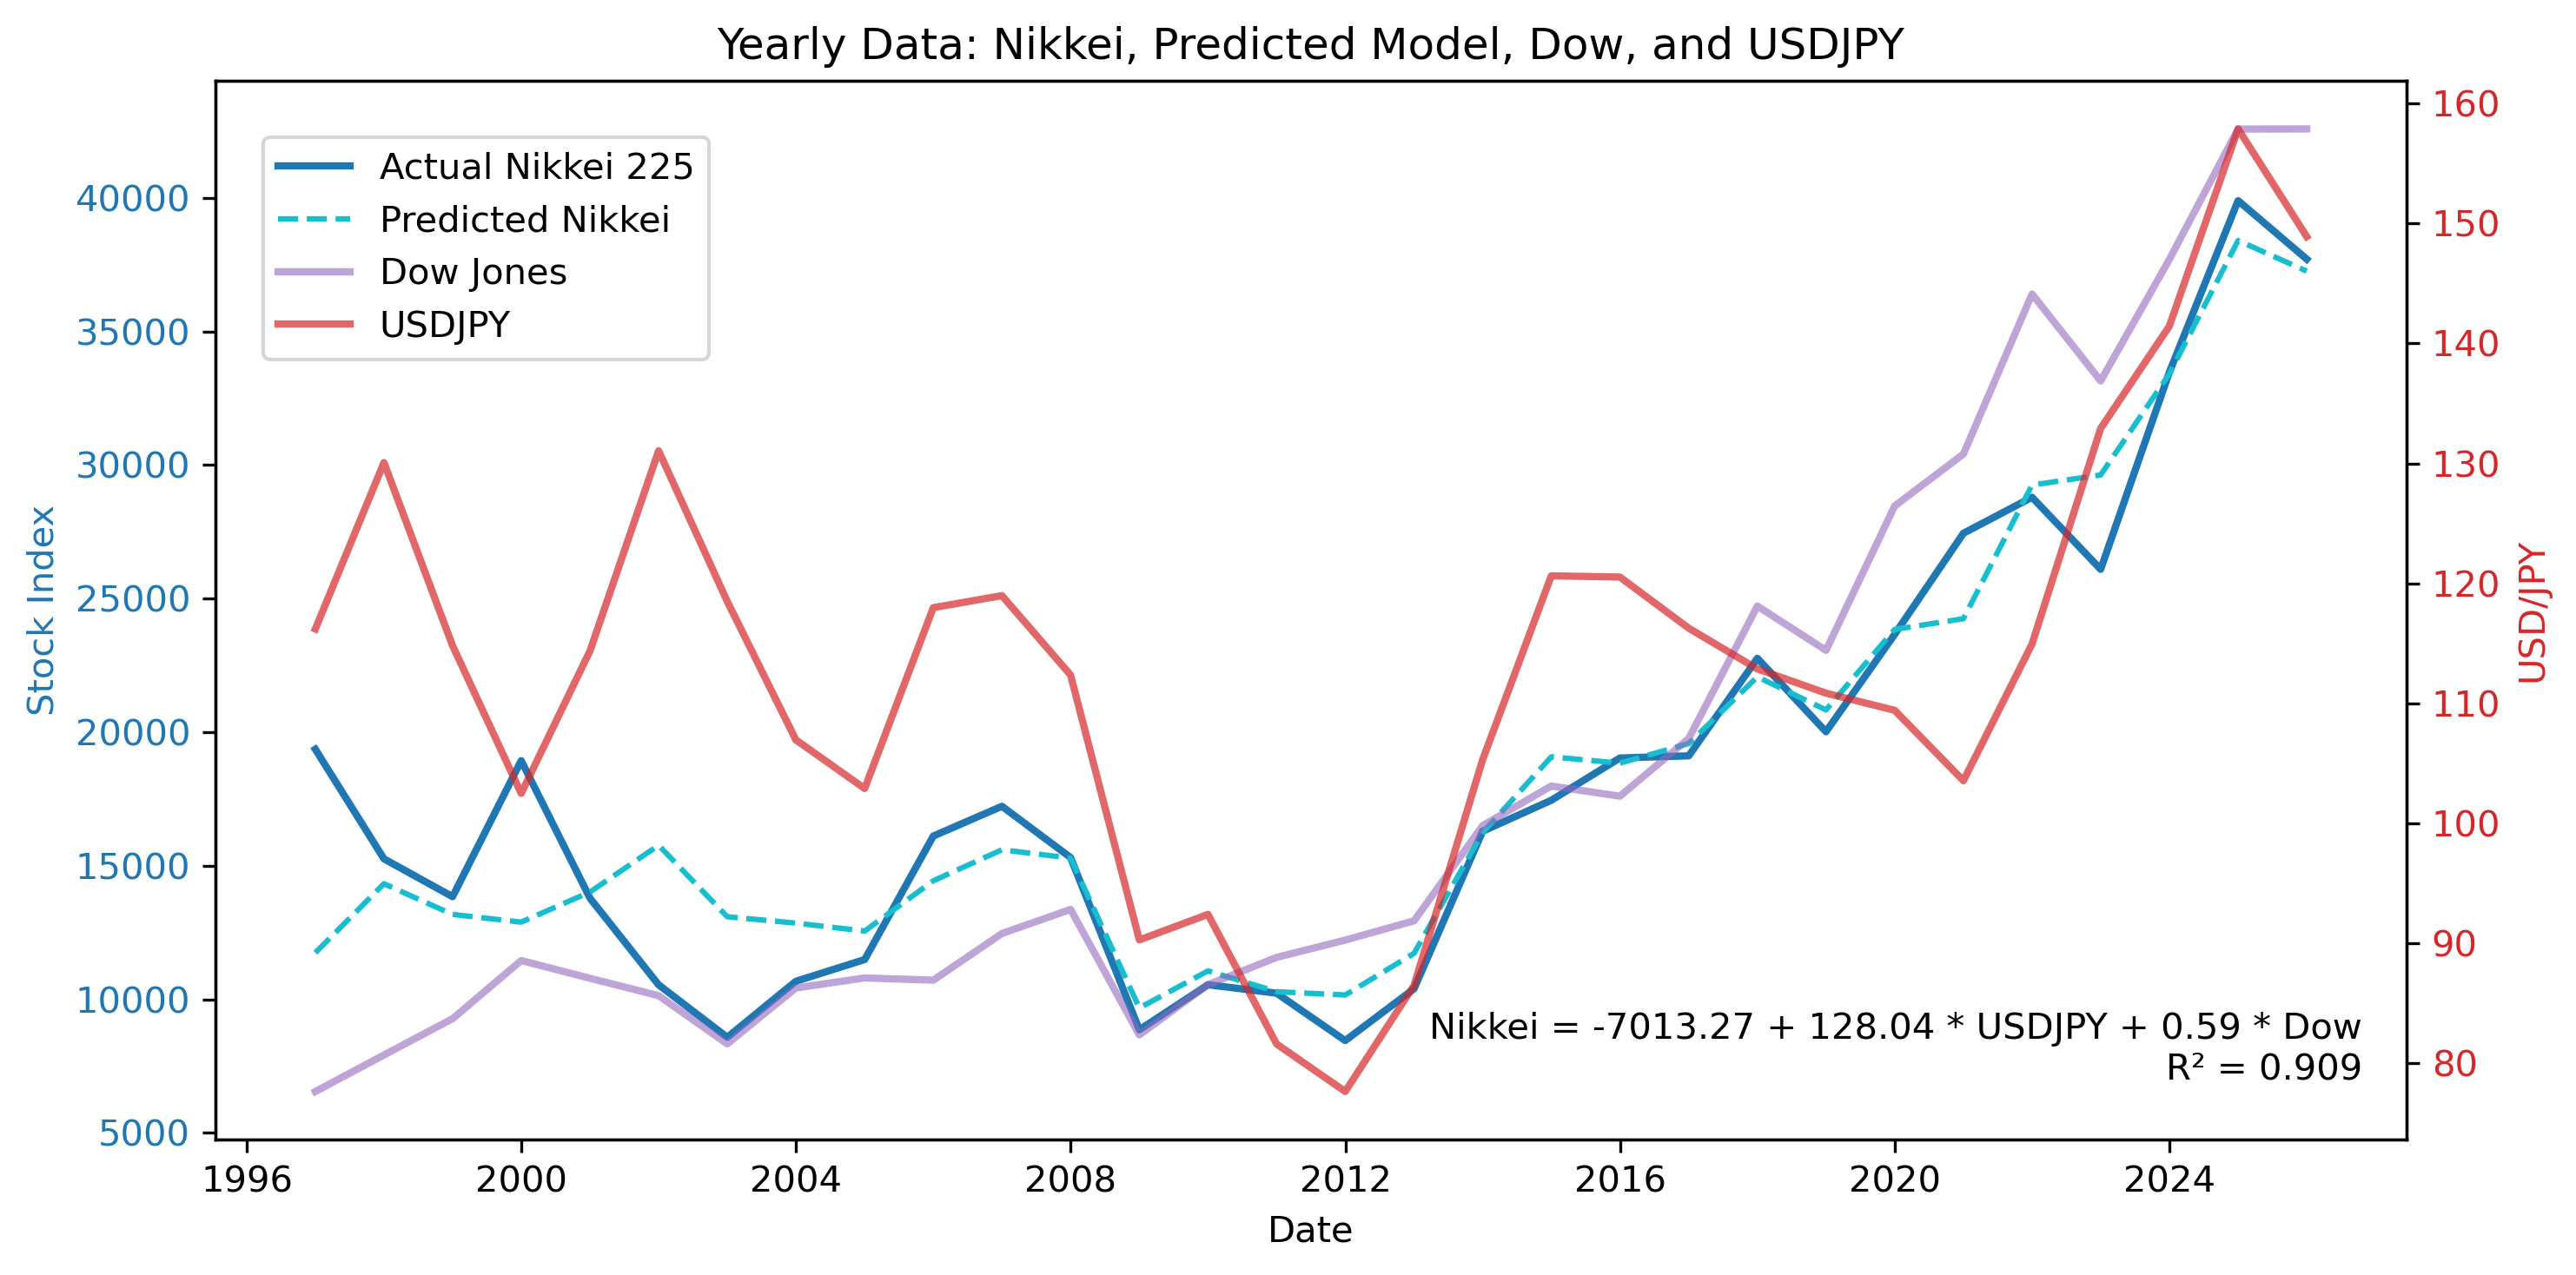 Yearly Data: Nikkei, Predicted Model, Dow, and USDJPY
Actual Nikkei 225
Predicted Nikkei
Dow Jones
USDJPY
Stock Index
40000
35000
30000
25000
20000
15000
10000
5000
160
150
140
130
120
110
100
90
80
USD/JPY
Nikkei = -7013.27 + 128.04 * USDJPY + 0.59 * Dow
R² = 0.909
1996 2000 2004 2008 2012 2016 2020 2024
Date